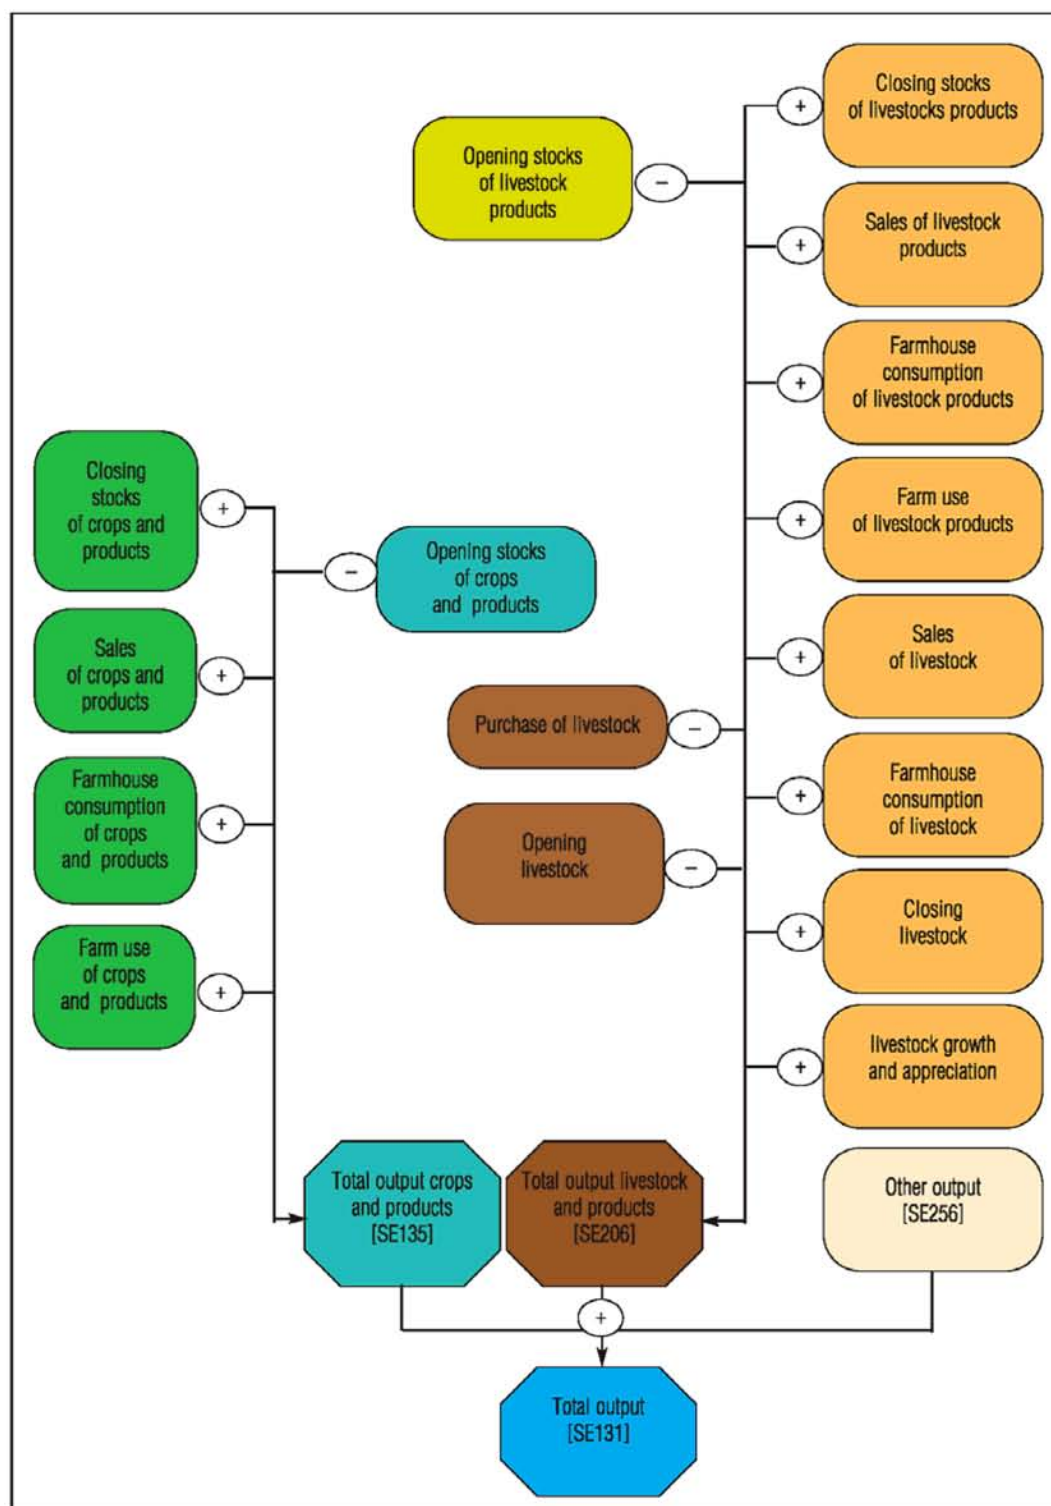 Closing stocks
of livestocks products
+
Opening stocks
of livestock
products
–
Sales of livestock
products
+
Farmhouse
consumption
of livestock products
+
Closing
stocks
of crops and
products
+
Farm use
of livestock products
+
Opening stocks
of crops
and products
–
Sales
of crops and
products
+
Sales
of livestock
+
Purchase of livestock
–
Farmhouse
consumption
of crops
and products
+
Farmhouse
consumption
of livestock
+
Opening
livestock
–
Closing
livestock
+
Farm use
of crops
and products
+
livestock growth
and appreciation
+
Total output crops
and products
[SE135]
Total output livestock
and products
[SE206]
Other output
[SE256]
+
Total output
[SE131]